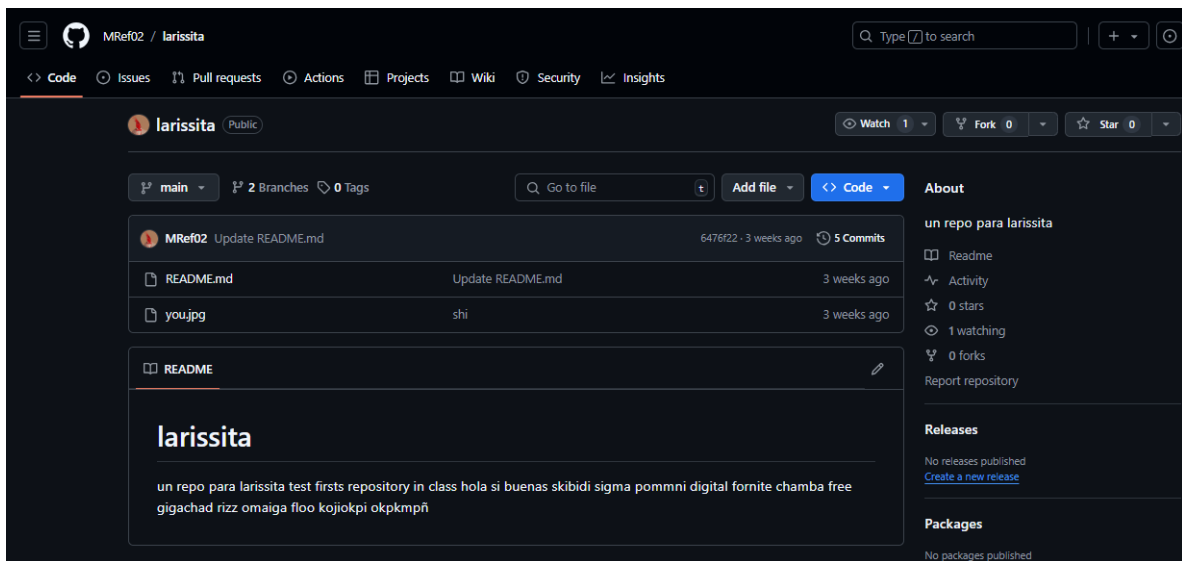 MRef02 / larissita
Type / to search
Code Issues Pull requests Actions Projects Wiki Security Insights
larissita Public
Watch 1 Fork 0 Star 0
main 2 Branches 0 Tags Go to file t Add file Code
MRef02 Update README.md 6476f22 · 3 weeks ago 5 Commits
README.md Update README.md 3 weeks ago
you.jpg shi 3 weeks ago
README
larissita
un repo para larissita test firsts repository in class hola si buenas skibidi sigma pommni digital fornite chamba free
gigachad rizz omaiga floo kojiokpi okpkmpñ
About
un repo para larissita
Readme
Activity
0 stars
1 watching
0 forks
Report repository
Releases
No releases published
Create a new release
Packages
No packages published